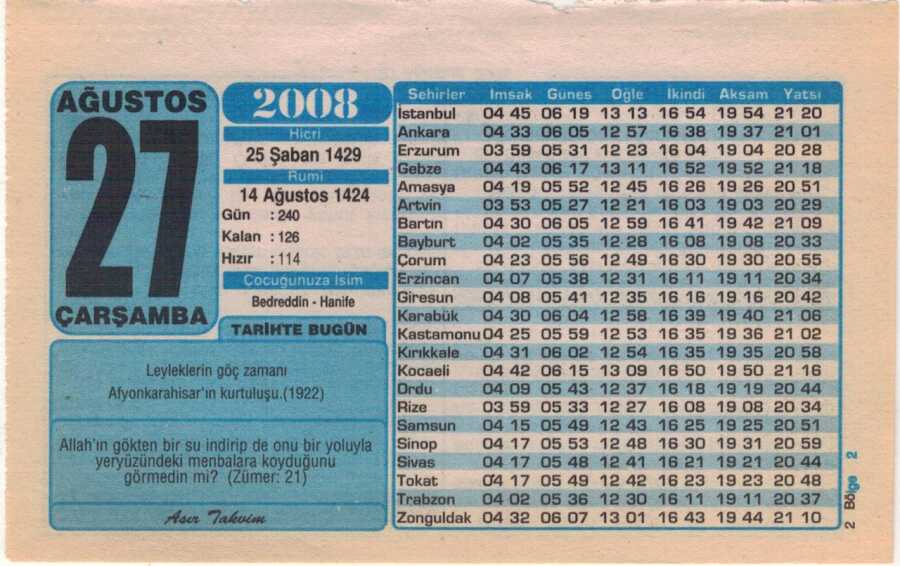 AĞUSTOS
27
ÇARŞAMBA
2008
Hicri
25 Şaban 1429
Rumi
14 Ağustos 1424
Gün : 240
Kalan : 126
Hızır : 114
Çocuğunuza İsim
Bedreddin - Hanife
TARİHTE BUGÜN
Leyleklerin göç zamanı
Afyonkarahisar'ın kurtuluşu.(1922)
Allah'ın gökten bir su indirip de onu bir yoluyla
yeryüzündeki menbalara koyduğunu
görmedin mi? (Zümer: 21)
Asır Takvim
Şehirler İmsak Güneş Öğle İkindi Akşam Yatsı
İstanbul 04 45 06 19 13 13 16 54 19 54 21 20
Ankara 04 33 06 05 12 57 16 38 19 37 21 01
Erzurum 03 59 05 31 12 23 16 04 19 04 20 28
Gebze 04 43 06 17 13 11 16 52 19 52 21 18
Amasya 04 19 05 52 12 45 16 26 19 26 20 51
Artvin 03 53 05 27 12 21 16 03 19 03 20 29
Bartın 04 30 06 05 12 59 16 41 19 42 21 09
Bayburt 04 02 05 35 12 28 16 08 19 08 20 33
Çorum 04 23 05 56 12 49 16 30 19 30 20 55
Erzincan 04 07 05 38 12 31 16 11 19 11 20 34
Giresun 04 08 05 41 12 35 16 16 19 16 20 42
Karabük 04 30 06 04 12 58 16 39 19 40 21 06
Kastamonu 04 25 05 59 12 53 16 35 19 36 21 02
Kırıkkale 04 31 06 02 12 54 16 35 19 35 20 58
Kocaeli 04 42 06 15 13 09 16 50 19 50 21 16
Ordu 04 09 05 43 12 37 16 18 19 19 20 44
Rize 03 59 05 33 12 27 16 08 19 08 20 34
Samsun 04 15 05 49 12 43 16 25 19 25 20 51
Sinop 04 17 05 53 12 48 16 30 19 31 20 59
Sivas 04 17 05 48 12 41 16 21 19 21 20 44
Tokat 04 17 05 49 12 42 16 23 19 23 20 48
Trabzon 04 02 05 36 12 30 16 11 19 11 20 37
Zonguldak 04 32 06 07 13 01 16 43 19 44 21 10
2 Bölge 2